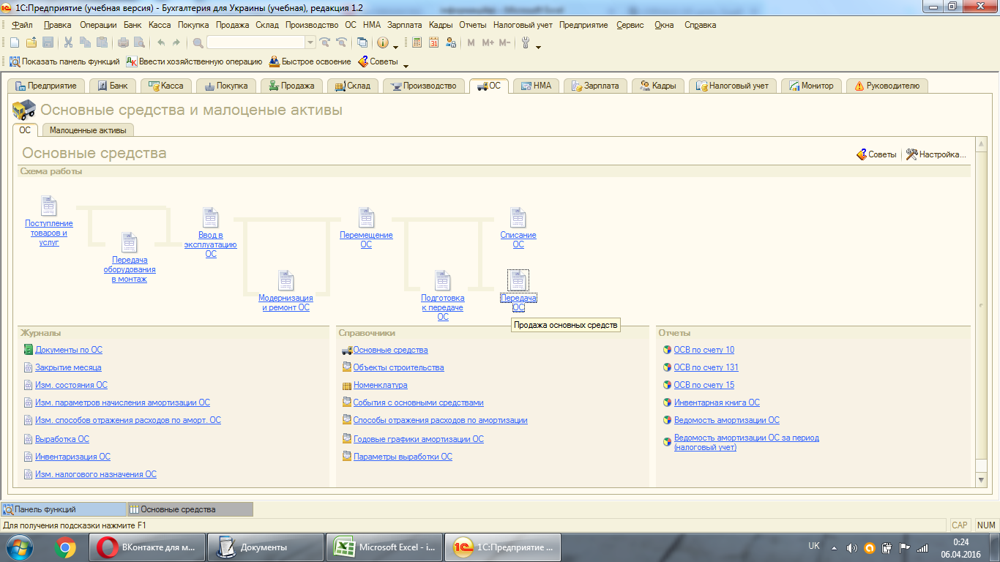 1С:Предприятие (учебная версия) - Бухгалтерия для Украины (учебная), редакция 1.2
Файл Правка Операции Банк Касса Покупка Продажа Склад Производство ОС НМА Зарплата Кадры Отчеты Налоговый учет Предприятие Сервис Окна Справка
M M+ M-
Показать панель функций Ввести хозяйственную операцию Быстрое освоение Советы
Предприятие Банк Касса Покупка Продажа Склад Производство ОС НМА Зарплата Кадры Налоговый учет Монитор Руководителю
Основные средства и малоценые активы
ОС Малоценные активы
Основные средства
Советы Настройка...
Схема работы
Поступление
товаров и
услуг
Передача
оборудования
в монтаж
Ввод в
эксплуатацию
ОС
Модернизация
и ремонт ОС
Перемещение
ОС
Подготовка
к передаче
ОС
Списание
ОС
Передача
ОС
Продажа основных средств
Журналы
Документы по ОС
Закрытие месяца
Изм. состояния ОС
Изм. параметров начисления амортизации ОС
Изм. способов отражения расходов по аморт. ОС
Выработка ОС
Инвентаризация ОС
Изм. налогового назначения ОС
Справочники
Основные средства
Объекты строительства
Номенклатура
События с основными средствами
Способы отражения расходов по амортизации
Годовые графики амортизации ОС
Параметры выработки ОС
Отчеты
ОСВ по счету 10
ОСВ по счету 131
ОСВ по счету 15
Инвентарная книга ОС
Ведомость амортизации ОС
Ведомость амортизации ОС за период
(налоговый учет)
Панель функций Основные средства
Для получения подсказки нажмите F1
CAP NUM
ВКонтакте для м... Документы Microsoft Excel - i... 1С:Предприятие ...
UK
0:24
06.04.2016